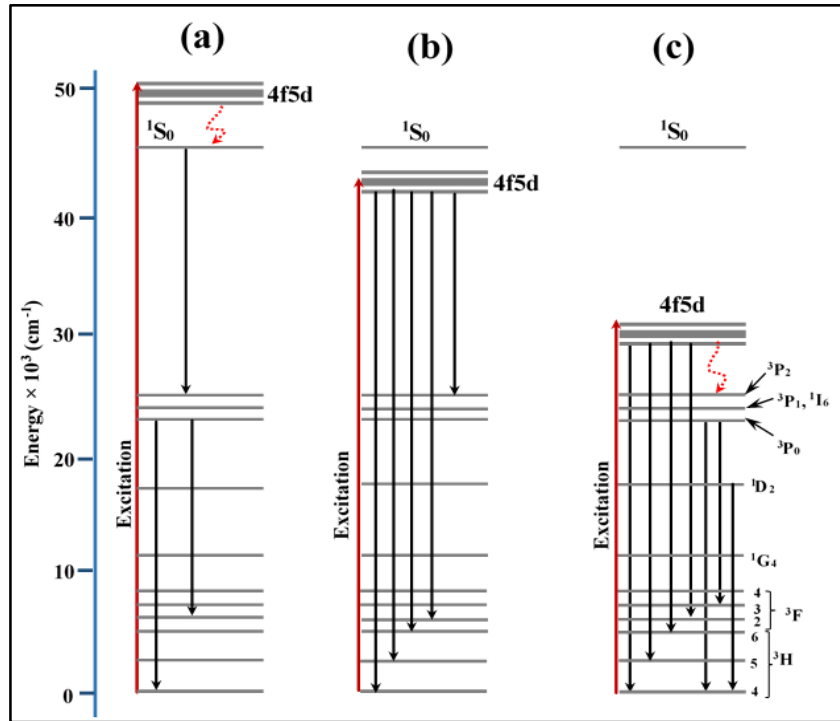 (a)
(b)
(c)
50
40
30
20
10
0
Energy × 10³ (cm⁻¹)
4f5d
¹S₀
Excitation
¹S₀
4f5d
Excitation
¹S₀
4f5d
Excitation
³P₂
³P₁, ¹I₆
³P₀
¹D₂
¹G₄
4
3
2
³F
6
5
4
³H